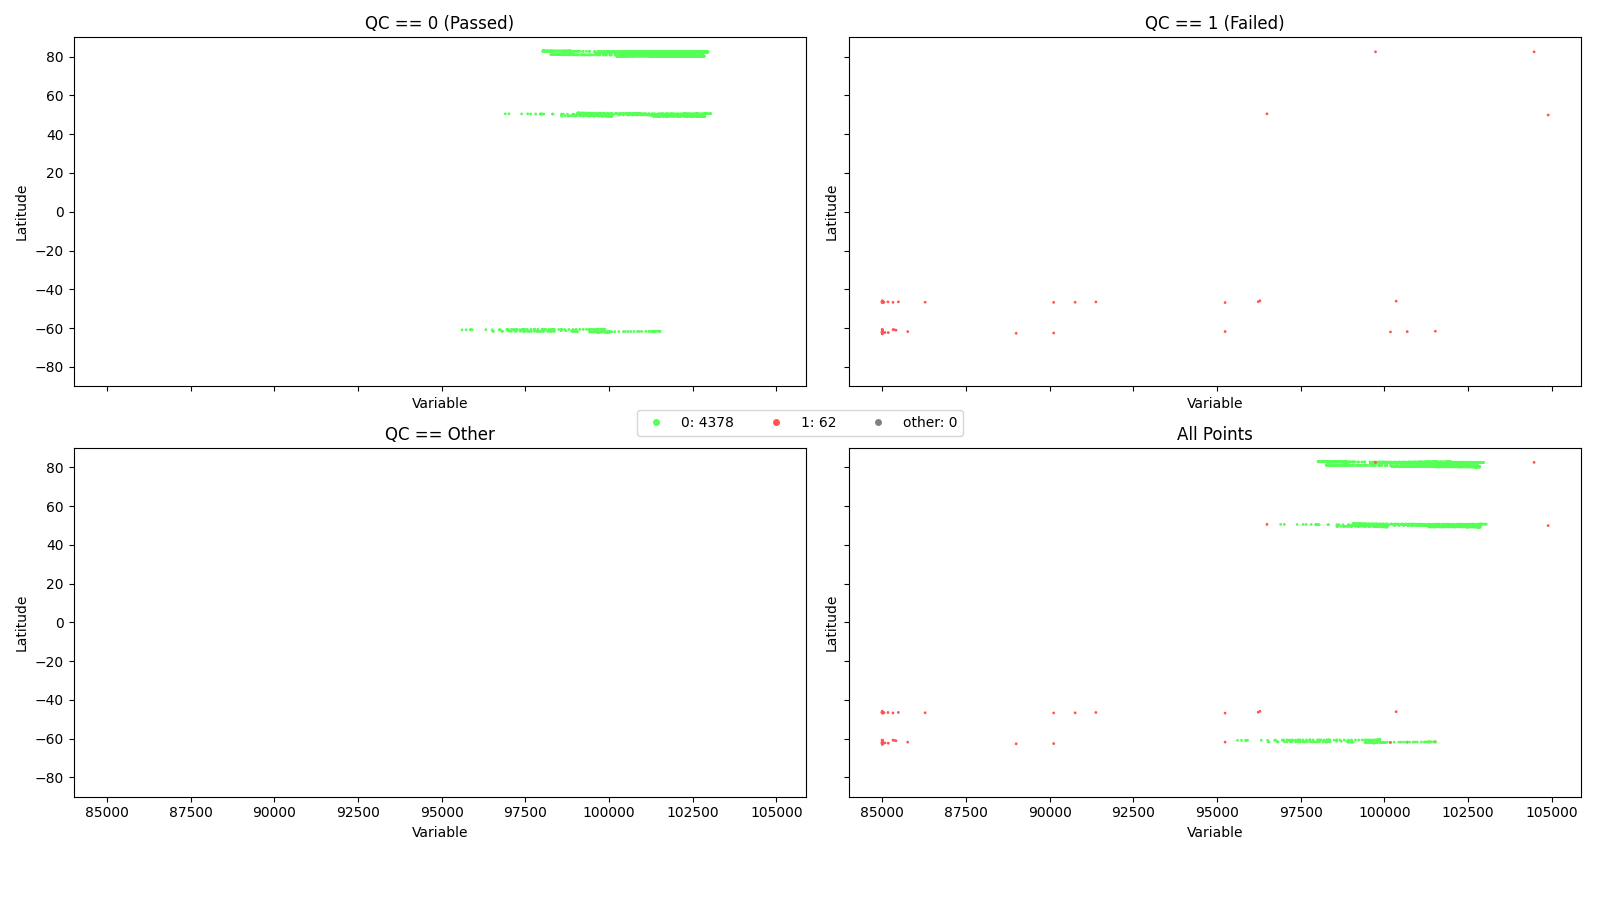 QC == 0 (Passed)
QC == 1 (Failed)
80
60
40
20
0
−20
−40
−60
−80
Latitude
Latitude
Variable
Variable
0: 4378 1: 62 other: 0
QC == Other
All Points
80
60
40
20
0
−20
−40
−60
−80
Latitude
Latitude
85000 87500 90000 92500 95000 97500 100000 102500 105000
85000 87500 90000 92500 95000 97500 100000 102500 105000
Variable
Variable